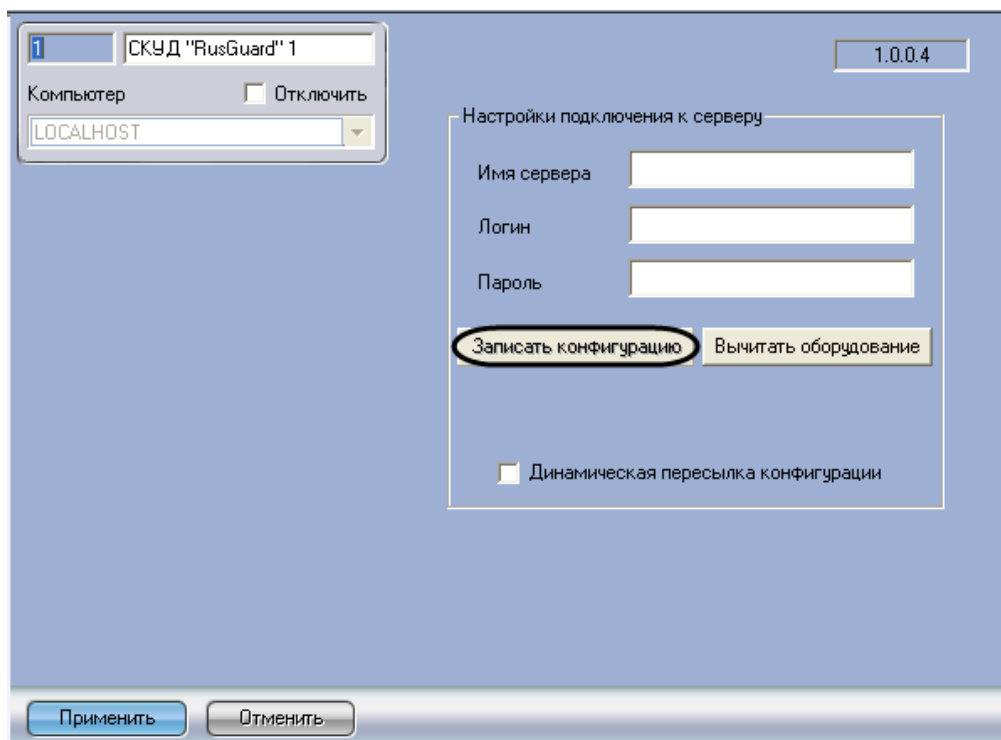 1
СКУД "RusGuard" 1
1.0.0.4
Компьютер
Отключить
LOCALHOST
Настройки подключения к серверу
Имя сервера
Логин
Пароль
Записать конфигурацию
Вычитать оборудование
Динамическая пересылка конфигурации
Применить
Отменить